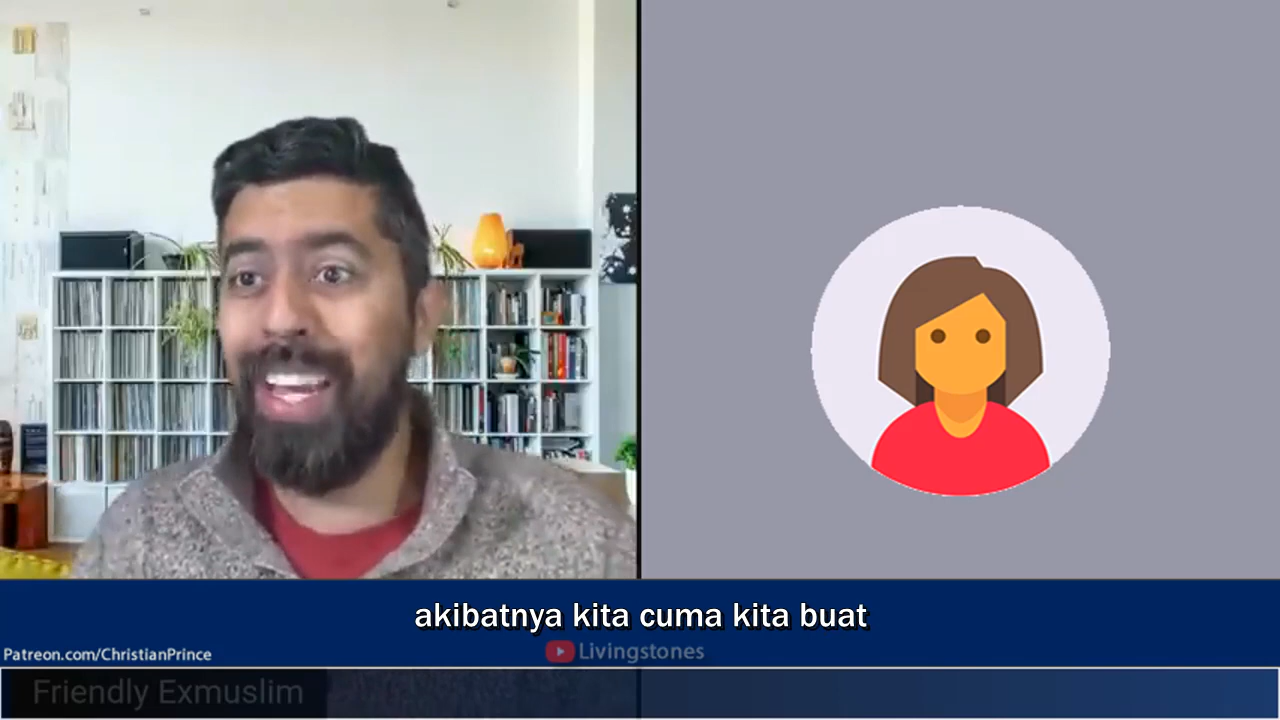 akibatnya kita cuma kita buat
Patreon.com/ChristianPrince
Livingstones
Friendly Exmuslim